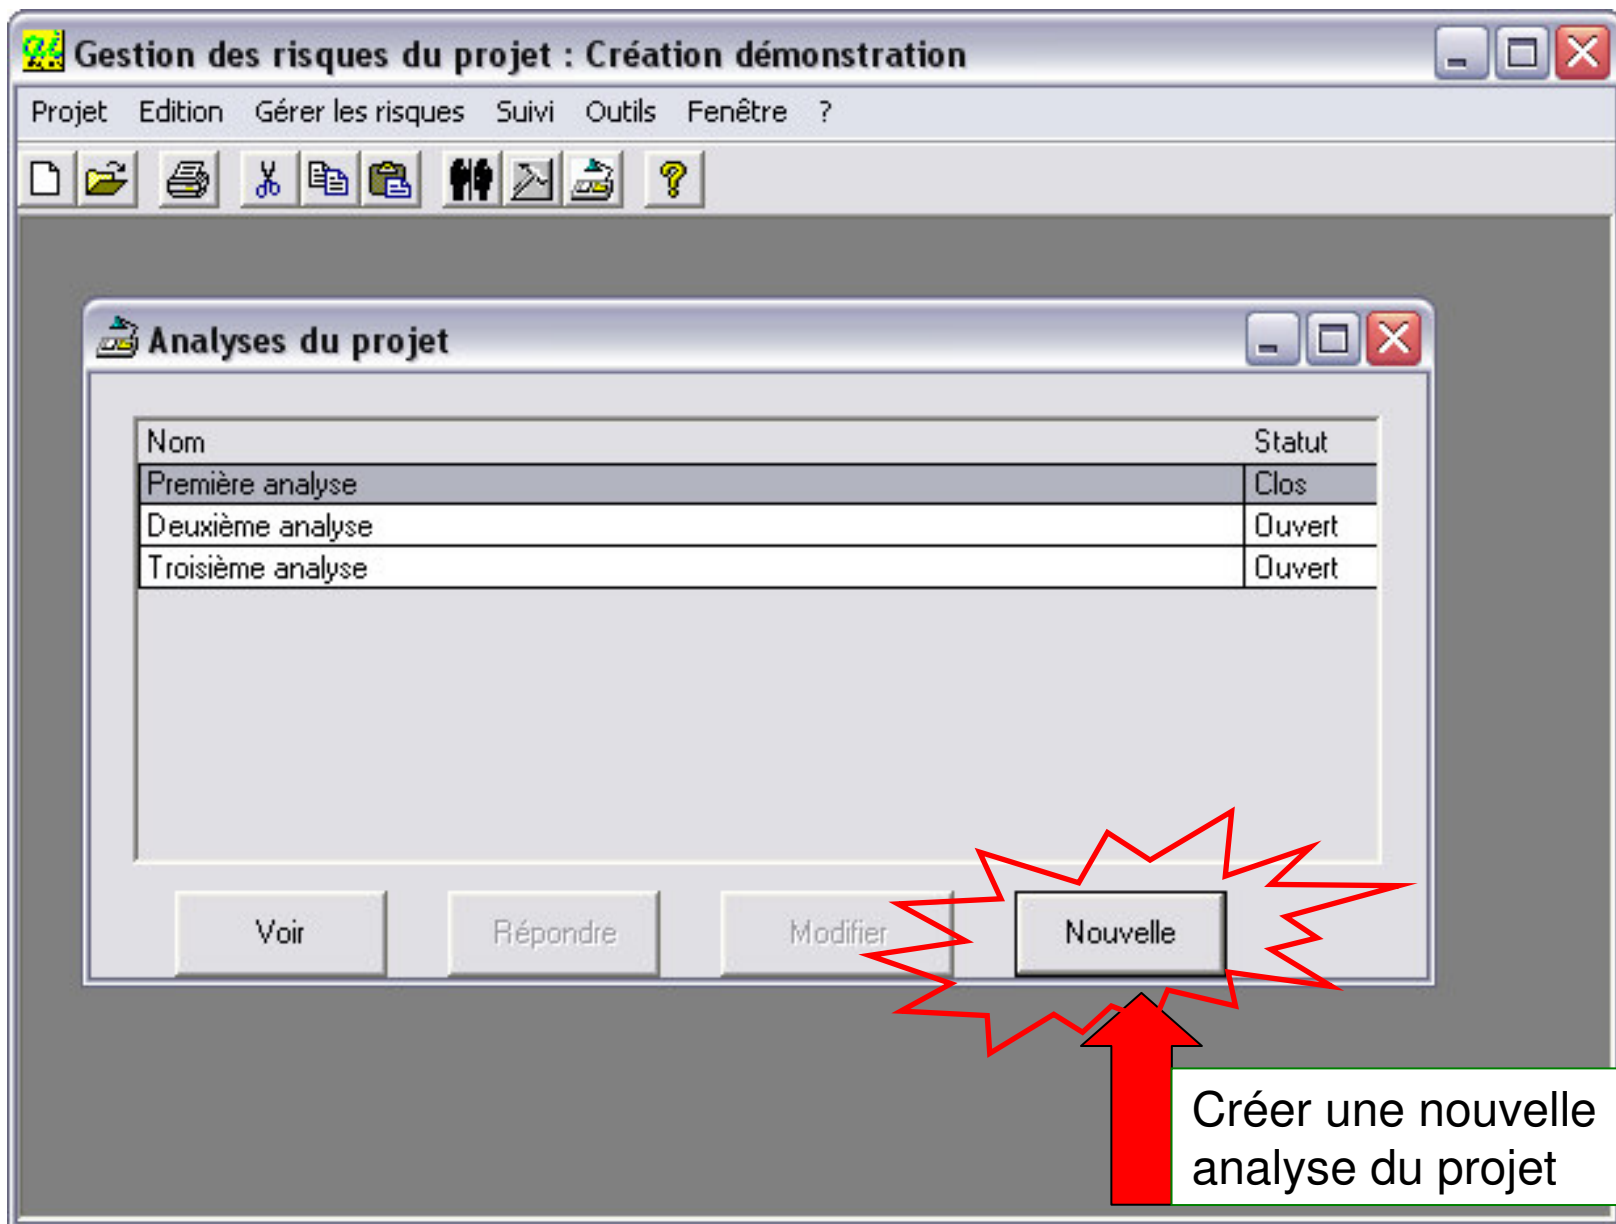 Gestion des risques du projet : Création démonstration
Projet Edition Gérer les risques Suivi Outils Fenêtre ?
Analyses du projet
Nom Statut
Première analyse Clos
Deuxième analyse Ouvert
Troisième analyse Ouvert
Voir Répondre Modifier Nouvelle
Créer une nouvelle
analyse du projet